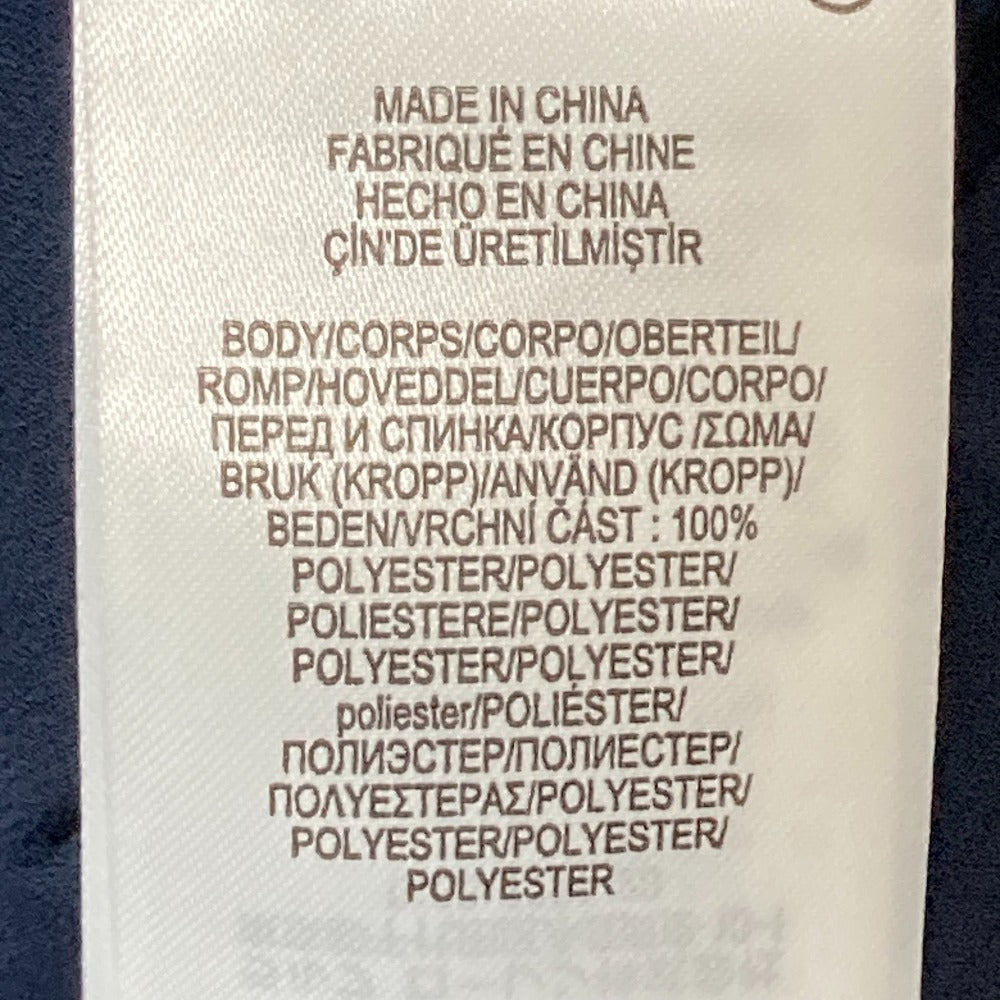 MADE IN CHINA
FABRIQUÉ EN CHINE
HECHO EN CHINA
ÇİN'DE ÜRETİLMİŞTİR
BODY/CORPS/CORPO/OBERTEIL/
ROMP/HOVEDDEL/CUERPO/CORPO/
ПЕРЕД И СПИНКА/КОРПУС /ΣΩΜΑ/
BRUK (KROPP)/ANVÄND (KROPP)/
BEDEN/VRCHNÍ ČÁST : 100%
POLYESTER/POLYESTER/
POLIESTERE/POLYESTER/
POLYESTER/POLYESTER/
poliester/POLIÉSTER/
ПОЛИЭСТЕР/ПОЛИЕСТЕР/
ΠΟΛΥΕΣΤΕΡΑΣ/POLYESTER/
POLYESTER/POLYESTER/
POLYESTER